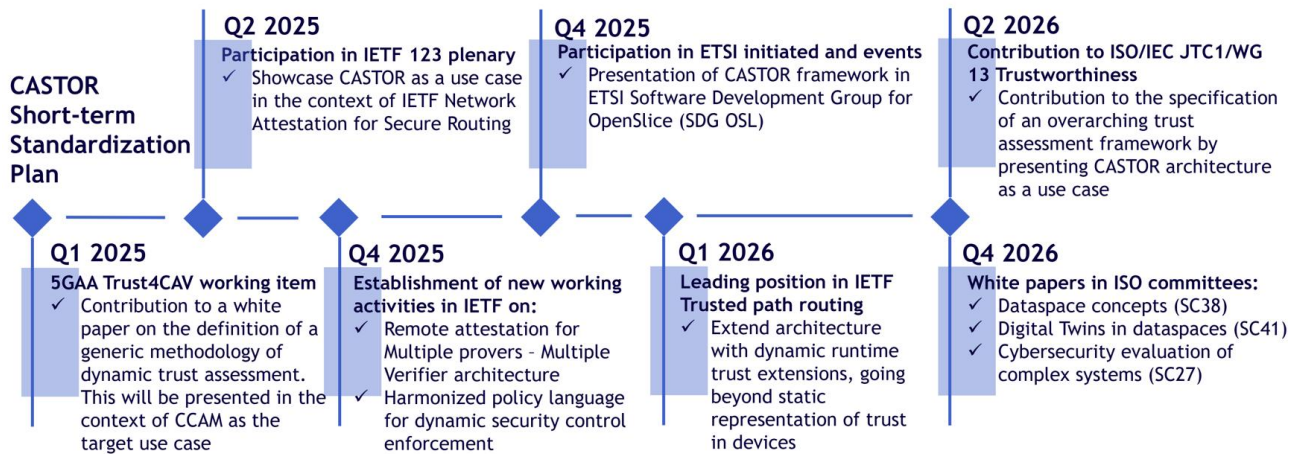 CASTOR
Short-term
Standardization
Plan
Q1 2025
5GAA Trust4CAV working item
✓ Contribution to a white
paper on the definition of a
generic methodology of
dynamic trust assessment.
This will be presented in the
context of CCAM as the
target use case
Q2 2025
Participation in IETF 123 plenary
✓ Showcase CASTOR as a use case
in the context of IETF Network
Attestation for Secure Routing
Q4 2025
Establishment of new working
activities in IETF on:
✓ Remote attestation for
Multiple provers – Multiple
Verifier architecture
✓ Harmonized policy language
for dynamic security control
enforcement
Q4 2025
Participation in ETSI initiated and events
✓ Presentation of CASTOR framework in
ETSI Software Development Group for
OpenSlice (SDG OSL)
Q1 2026
Leading position in IETF
Trusted path routing
✓ Extend architecture
with dynamic runtime
trust extensions, going
beyond static
representation of trust
in devices
Q2 2026
Contribution to ISO/IEC JTC1/WG
13 Trustworthiness
✓ Contribution to the specification
of an overarching trust
assessment framework by
presenting CASTOR architecture
as a use case
Q4 2026
White papers in ISO committees:
✓ Dataspace concepts (SC38)
✓ Digital Twins in dataspaces (SC41)
✓ Cybersecurity evaluation of
complex systems (SC27)